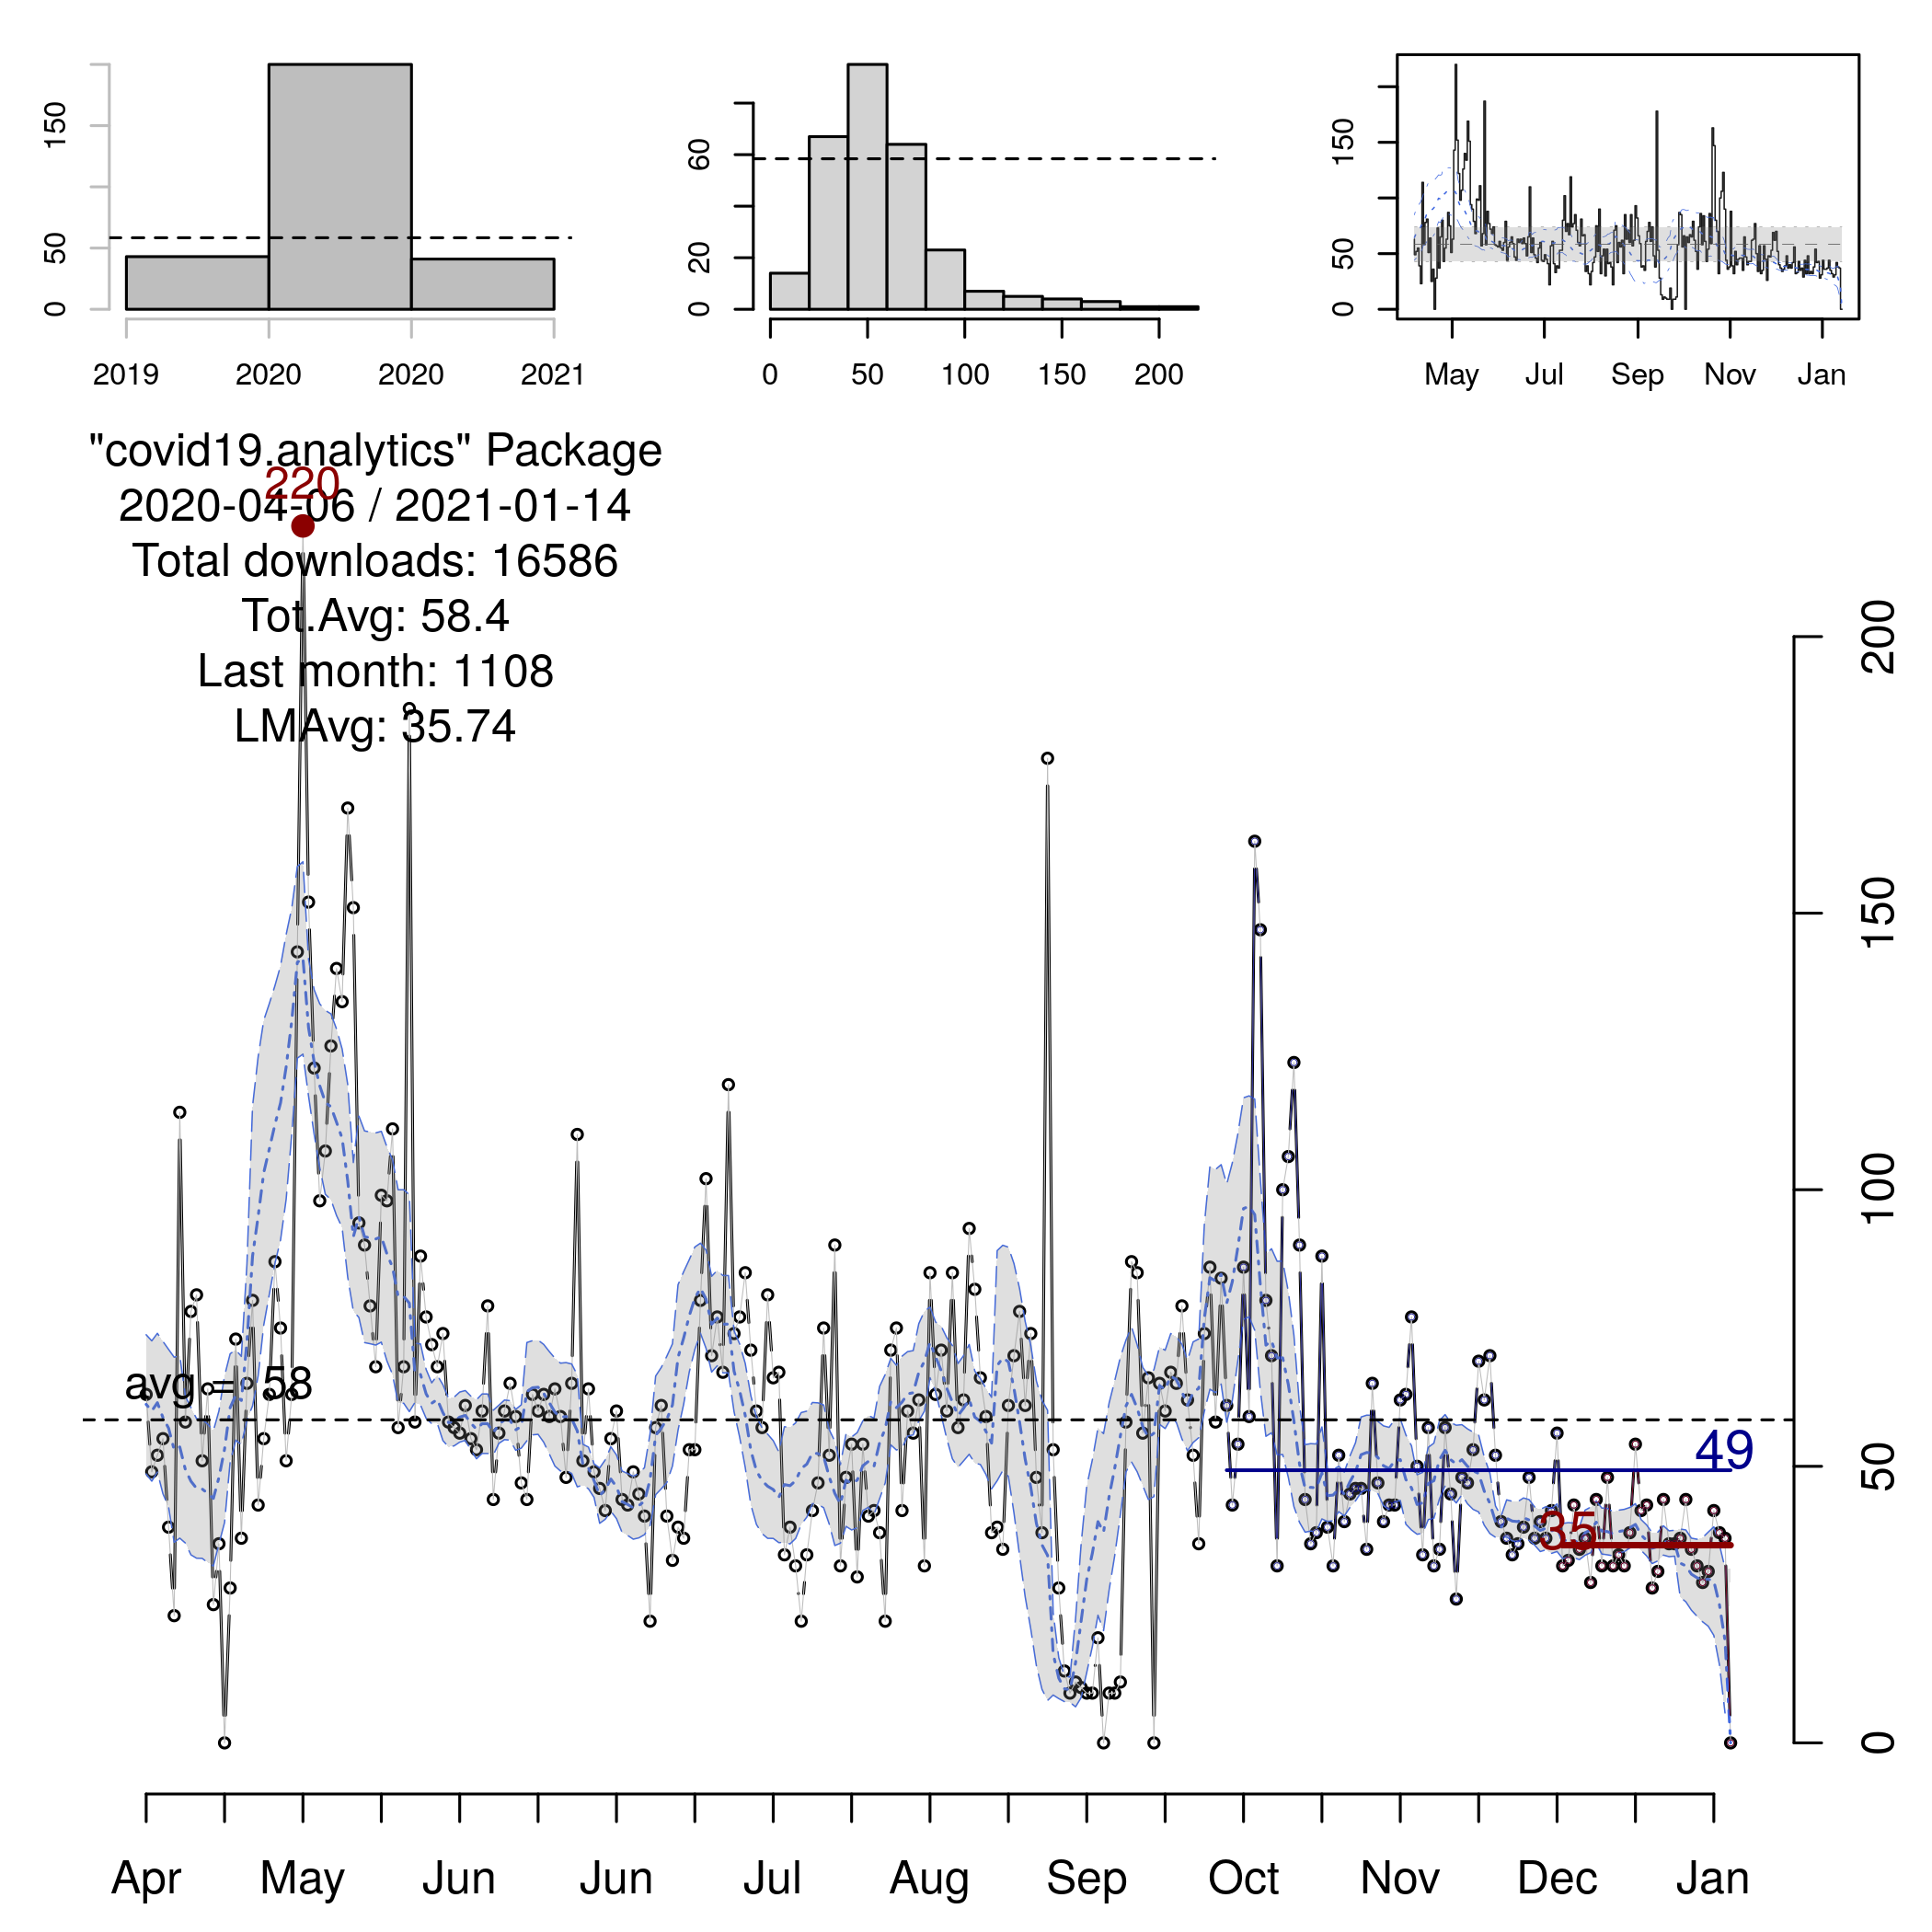 150
50
0
2019 2020 2020 2021
60
20
0
0 50 100 150 200
150
50
0
May Jul Sep Nov Jan
"covid19.analytics" Package
220
2020-04-06 / 2021-01-14
Total downloads: 16586
Tot.Avg: 58.4
Last month: 1108
LMAvg: 35.74
avg = 58
49
35
200
150
100
50
0
Apr May Jun Jun Jul Aug Sep Oct Nov Dec Jan